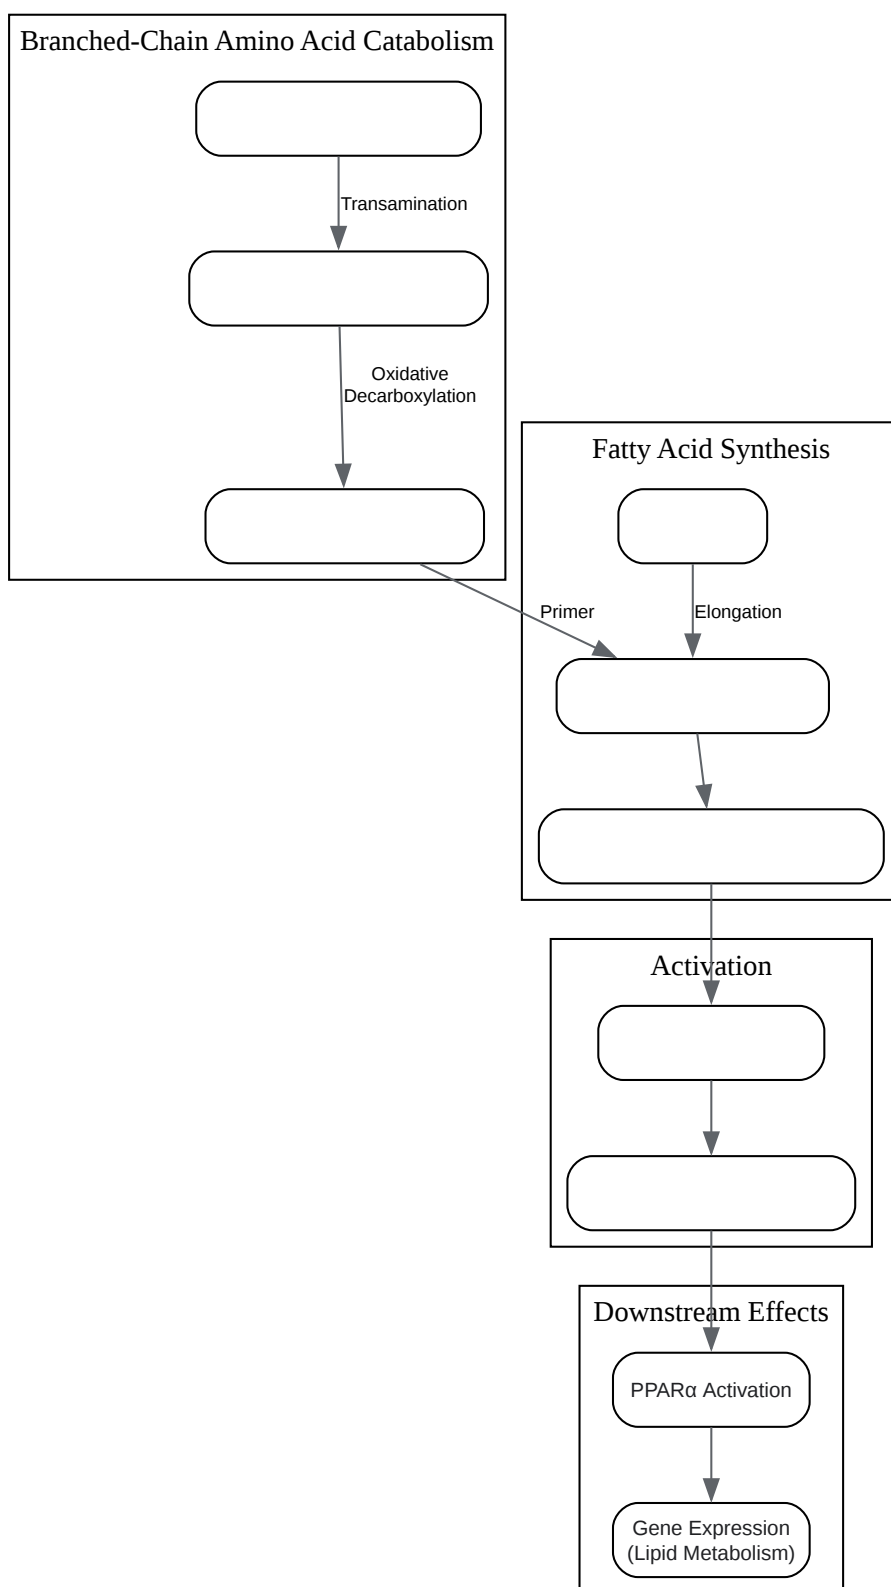 Branched-Chain Amino Acid Catabolism
Transamination
Oxidative
Decarboxylation
Fatty Acid Synthesis
Primer
Elongation
Activation
Downstream Effects
PPARα Activation
Gene Expression
(Lipid Metabolism)